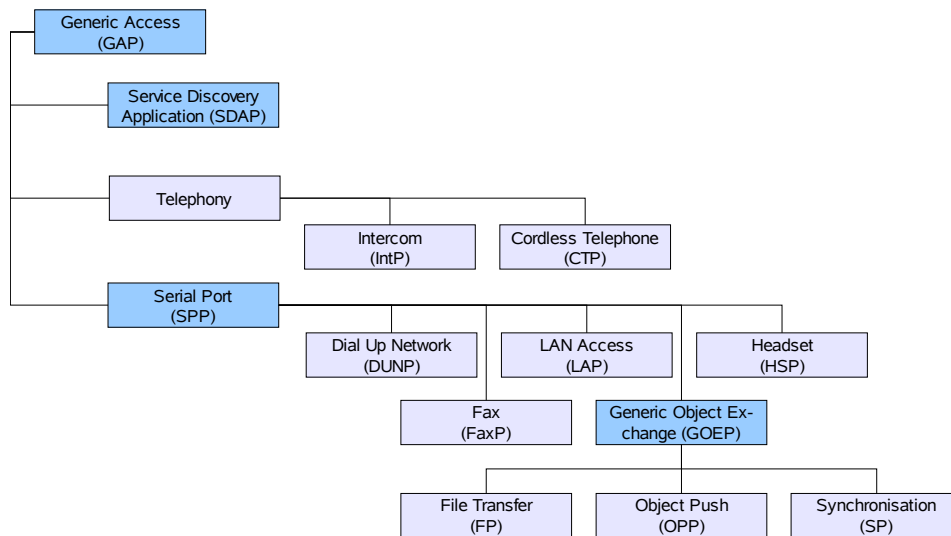 Generic Access
(GAP)
Service Discovery
Application (SDAP)
Telephony
Intercom
(IntP)
Cordless Telephone
(CTP)
Serial Port
(SPP)
Dial Up Network
(DUNP)
LAN Access
(LAP)
Headset
(HSP)
Fax
(FaxP)
Generic Object Ex-
change (GOEP)
File Transfer
(FP)
Object Push
(OPP)
Synchronisation
(SP)